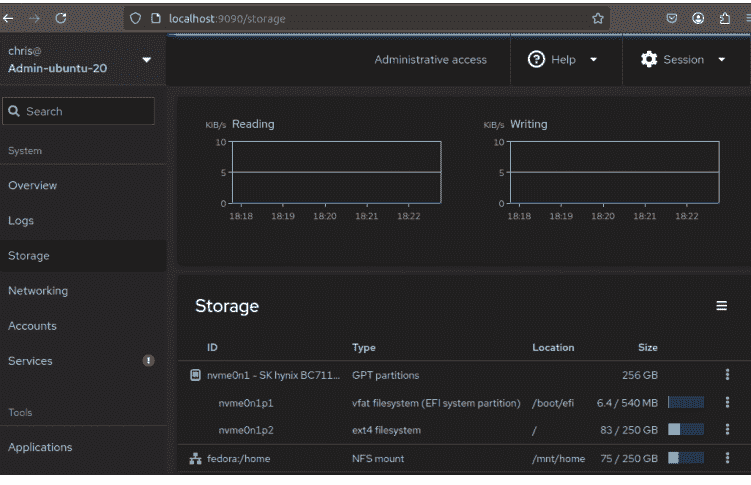 localhost:9090/storage
chris@
Admin-ubuntu-20
Administrative access
Help
Session
Search
System
Overview
Logs
Storage
Networking
Accounts
Services
Tools
Applications
KiB/s Reading
10
5
0
18:18 18:19 18:20 18:21 18:22
KiB/s Writing
10
5
0
18:18 18:19 18:20 18:21 18:22
Storage
ID Type Location Size
nvme0n1 - SK hynix BC711... GPT partitions 256 GB
nvme0n1p1 vfat filesystem (EFI system partition) /boot/efi 6.4 / 540 MB
nvme0n1p2 ext4 filesystem / 83 / 250 GB
fedora:/home NFS mount /mnt/home 75 / 250 GB